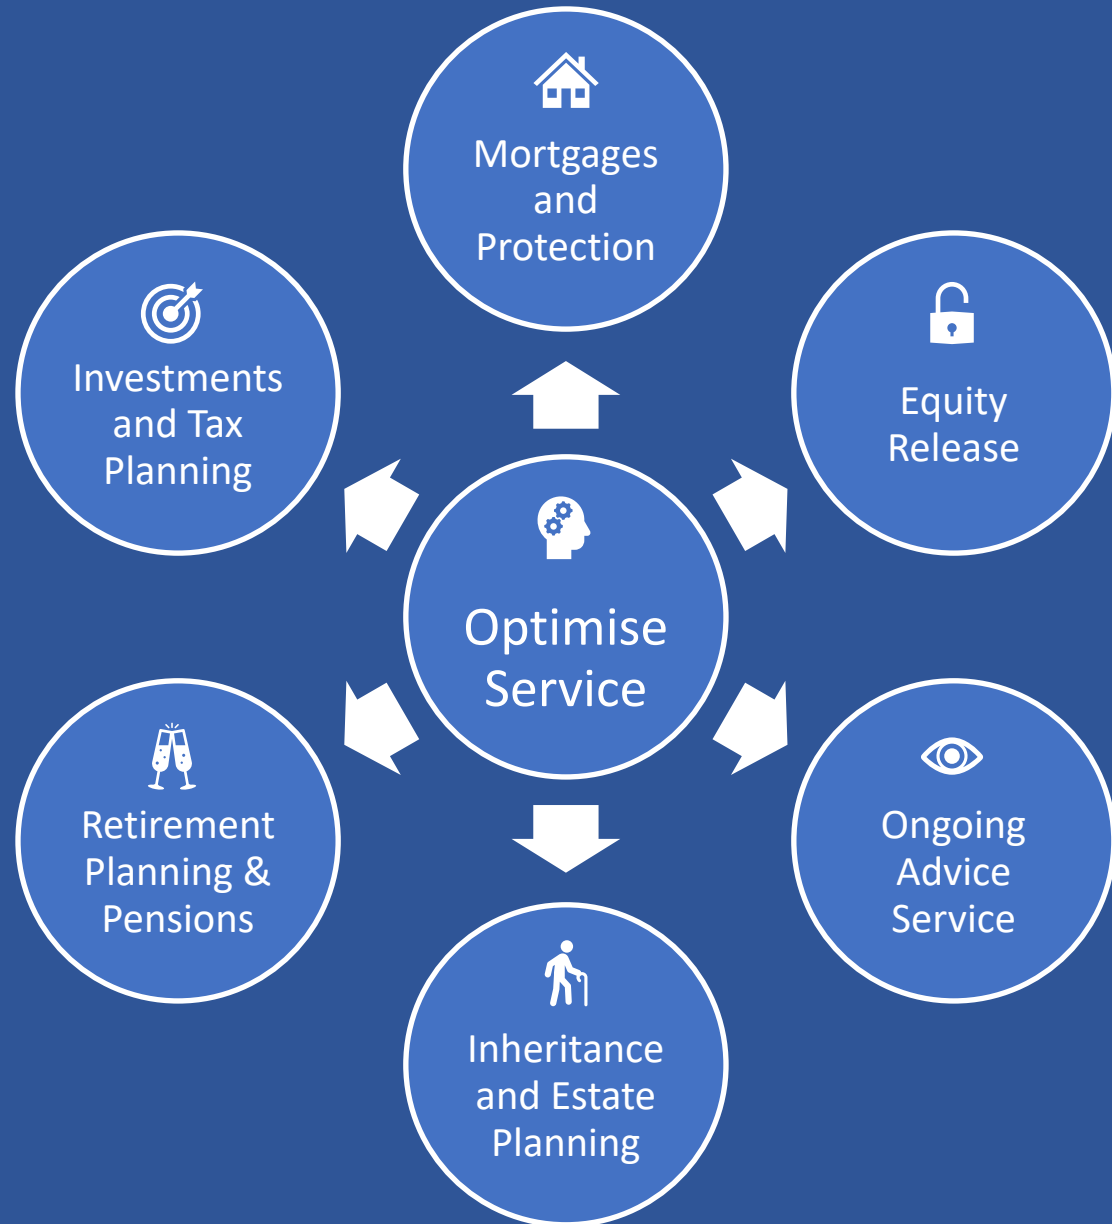 Mortgages
and
Protection
Equity
Release
Ongoing
Advice
Service
Inheritance
and Estate
Planning
Retirement
Planning &
Pensions
Investments
and Tax
Planning
Optimise
Service